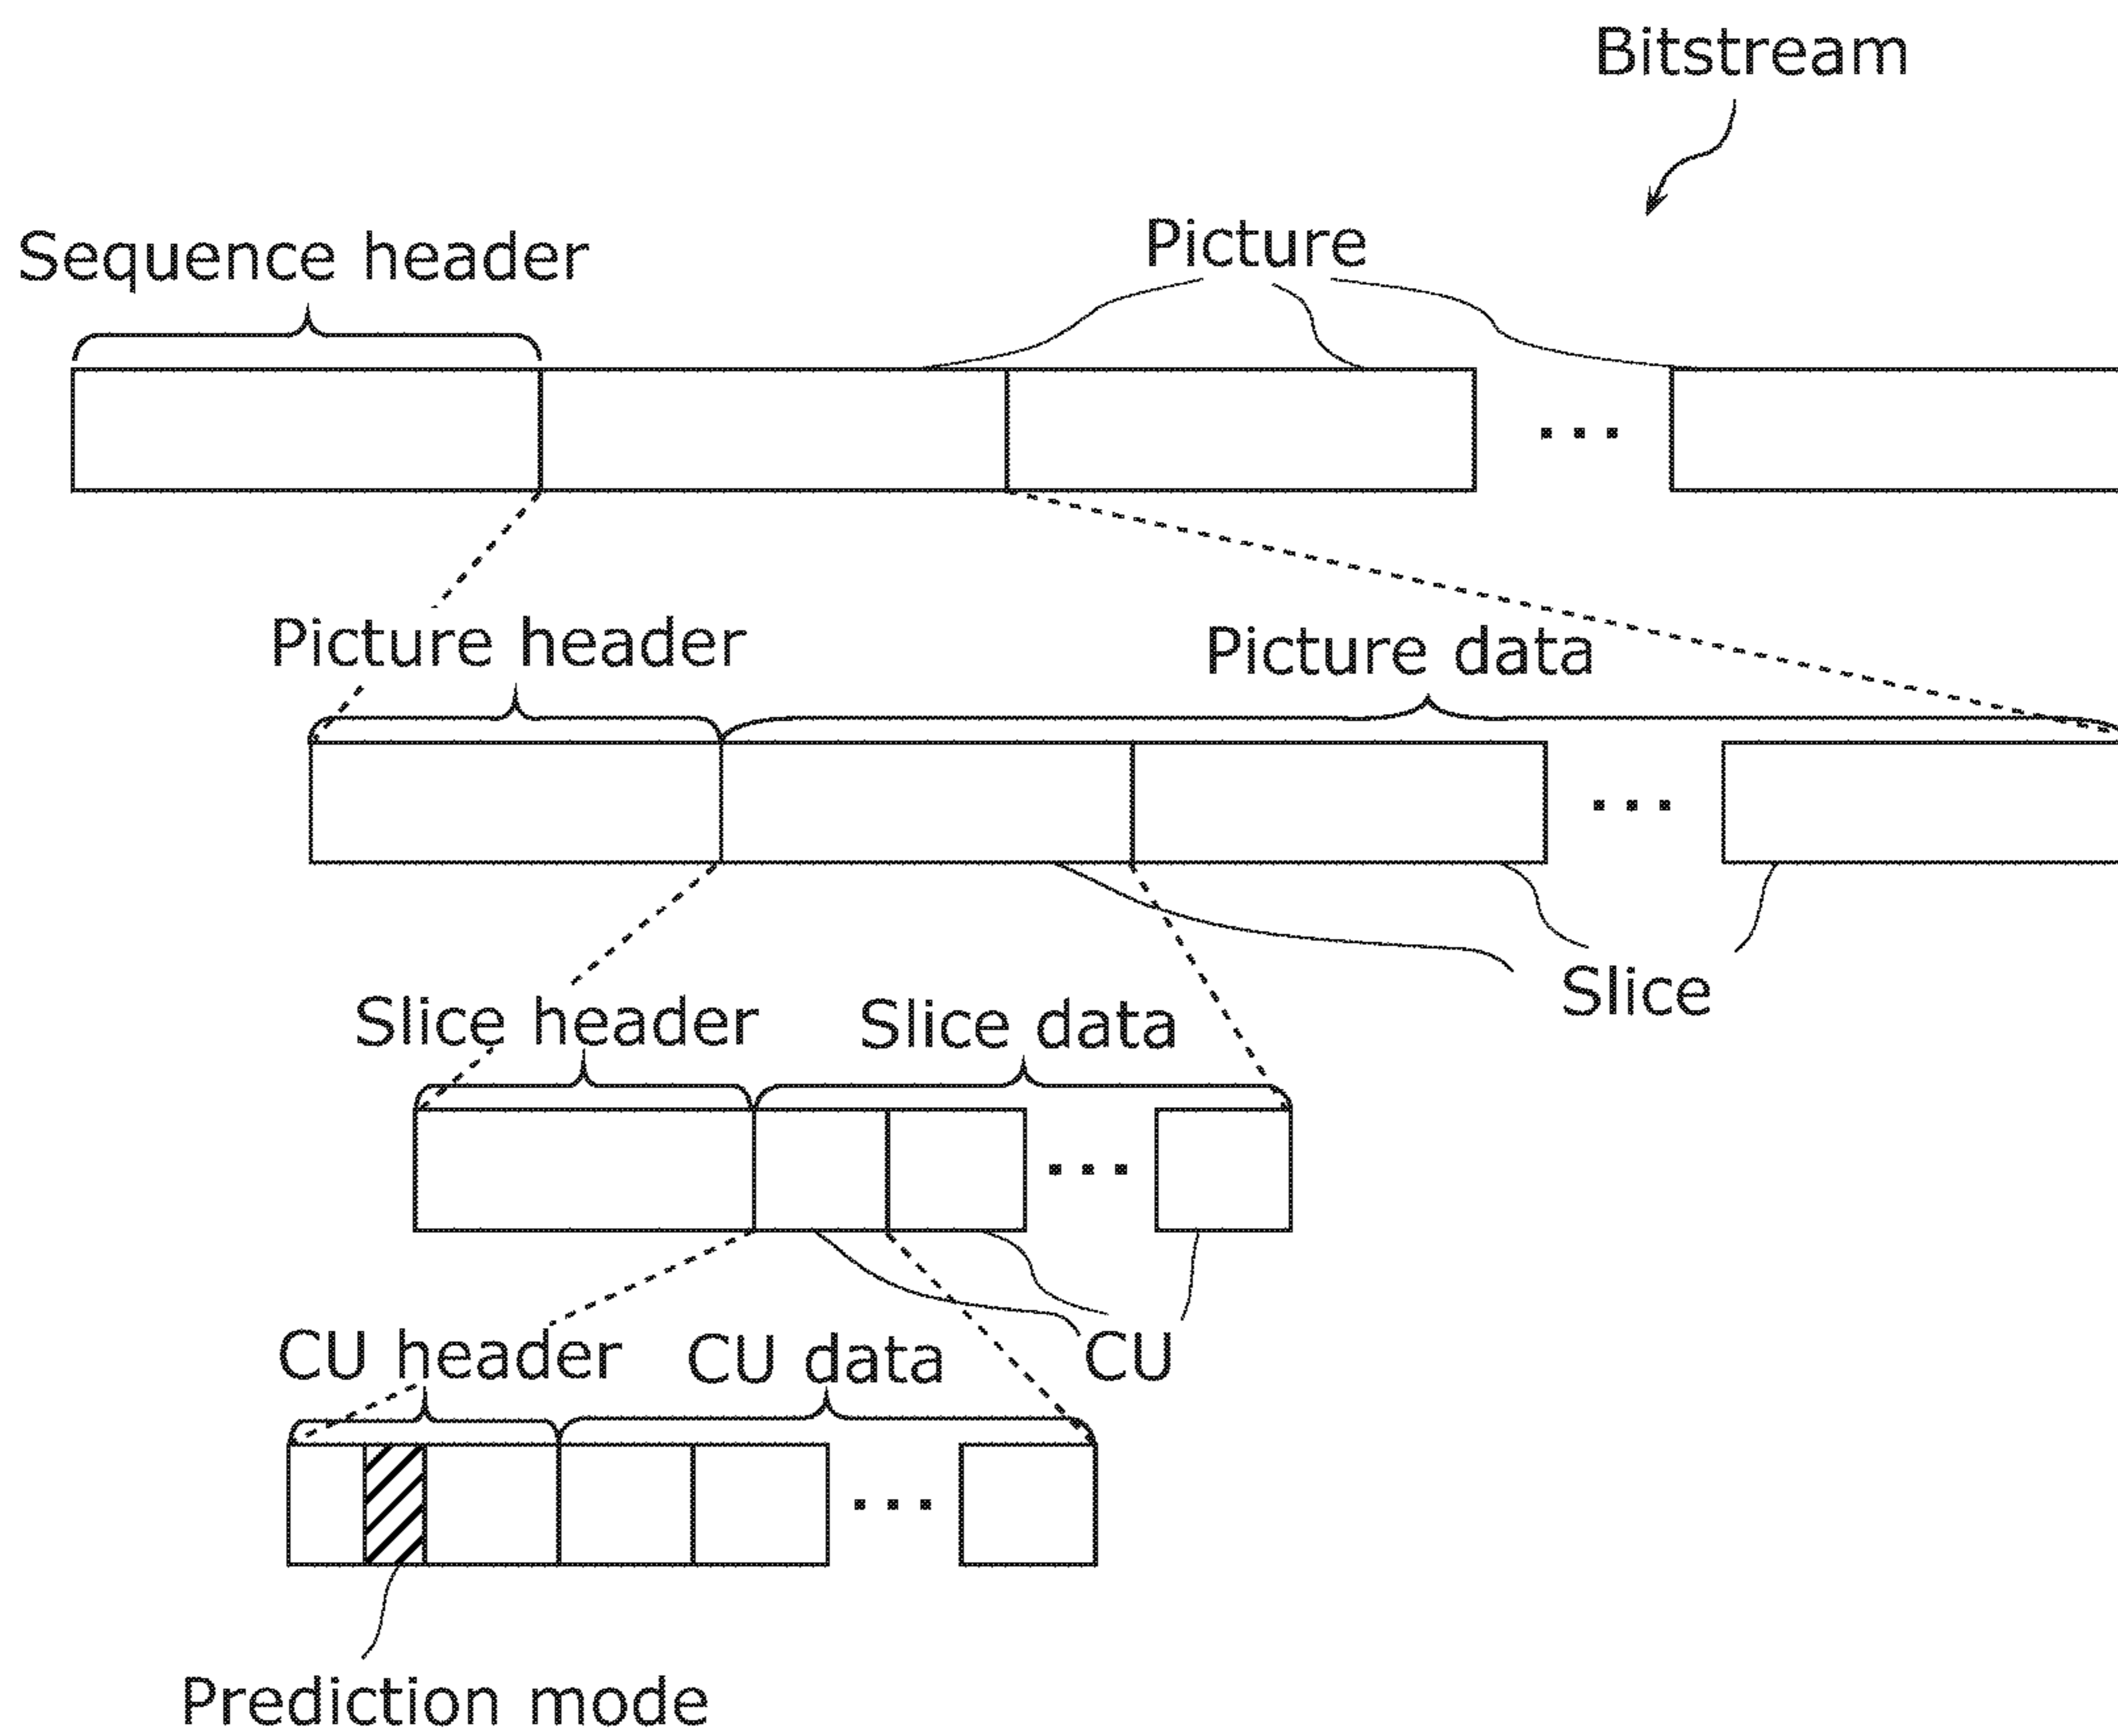 Bitstream
Sequence header
Picture
Picture header
Picture data
Slice
Slice header
Slice data
CU header
CU data
CU
Prediction mode